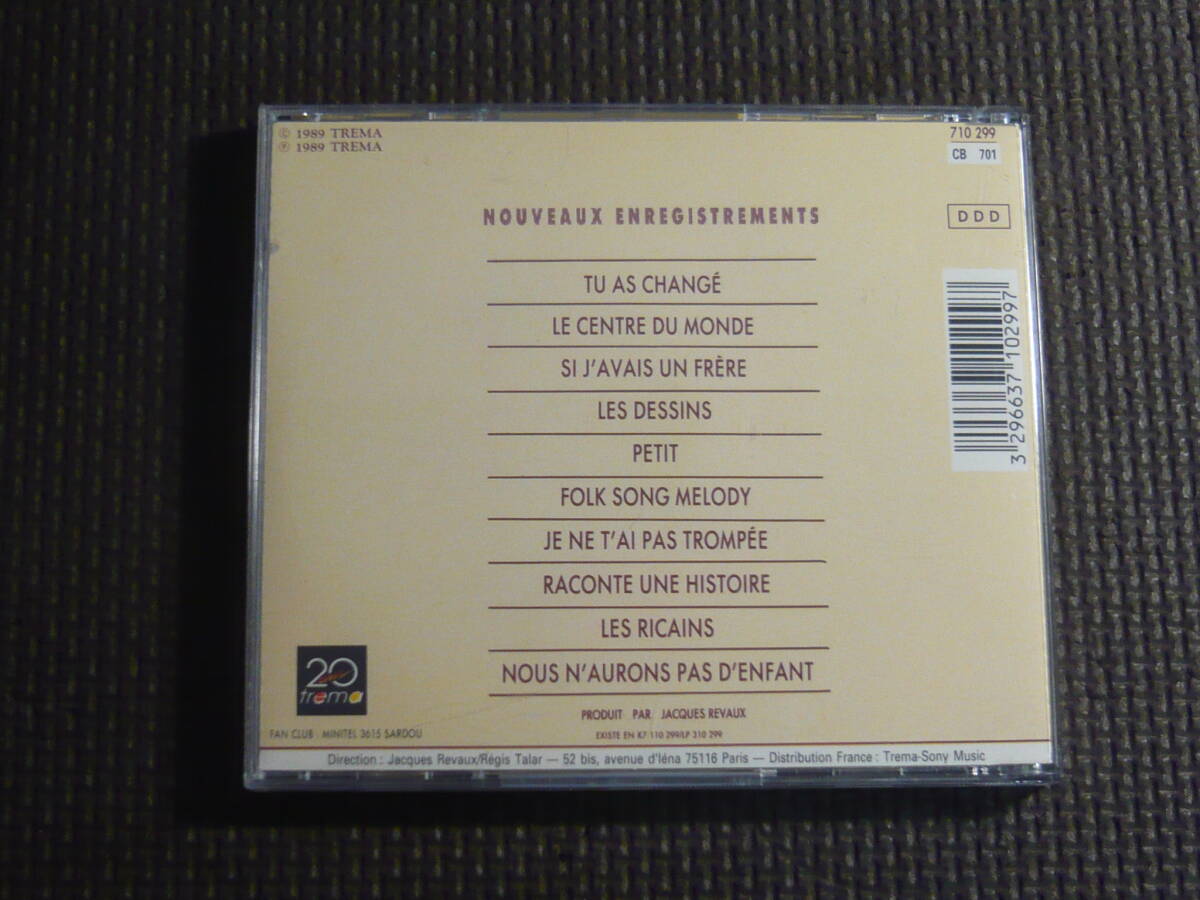 © 1989 TREMA
℗ 1989 TREMA
710 299
CB 701
NOUVEAUX ENREGISTREMENTS
DDD
TU AS CHANGÉ
LE CENTRE DU MONDE
SI J'AVAIS UN FRÈRE
LES DESSINS
PETIT
FOLK SONG MELODY
JE NE T'AI PAS TROMPÉE
RACONTE UNE HISTOIRE
LES RICAINS
NOUS N'AURONS PAS D'ENFANT
3 296637 102997
20
trema
PRODUIT PAR JACQUES REVAUX
FAN CLUB : MINITEL 3615 SARDOU
EXISTE EN K7 110 299/LP 310 299
Direction : Jacques Revaux/Régis Talar — 52 bis, avenue d'Iéna 75116 Paris — Distribution France : Trema-Sony Music